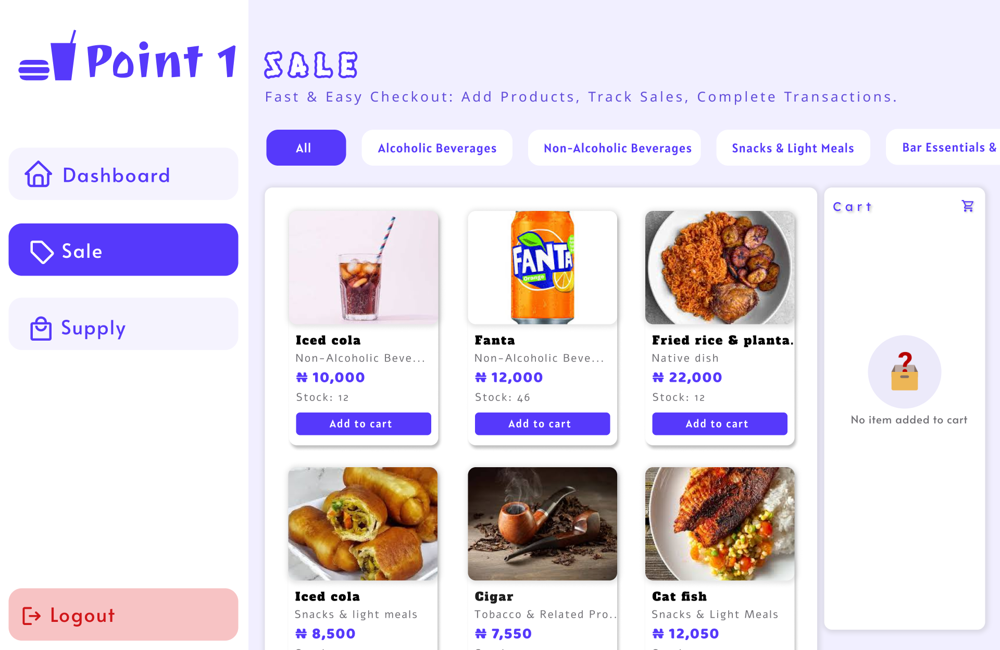 Point 1
Dashboard
Sale
Supply
Logout
SALE
Fast & Easy Checkout: Add Products, Track Sales, Complete Transactions.
All
Alcoholic Beverages
Non-Alcoholic Beverages
Snacks & Light Meals
Bar Essentials &
Cart
No item added to cart
FANTA
Orange
Iced cola
Non-Alcoholic Beve...
₦ 10,000
Stock: 12
Add to cart
Fanta
Non-Alcoholic Beve...
₦ 12,000
Stock: 46
Add to cart
Fried rice & planta.
Native dish
₦ 22,000
Stock: 12
Add to cart
Iced cola
Snacks & light meals
₦ 8,500
Cigar
Tobacco & Related Pro..
₦ 7,550
Cat fish
Snacks & Light Meals
₦ 12,050